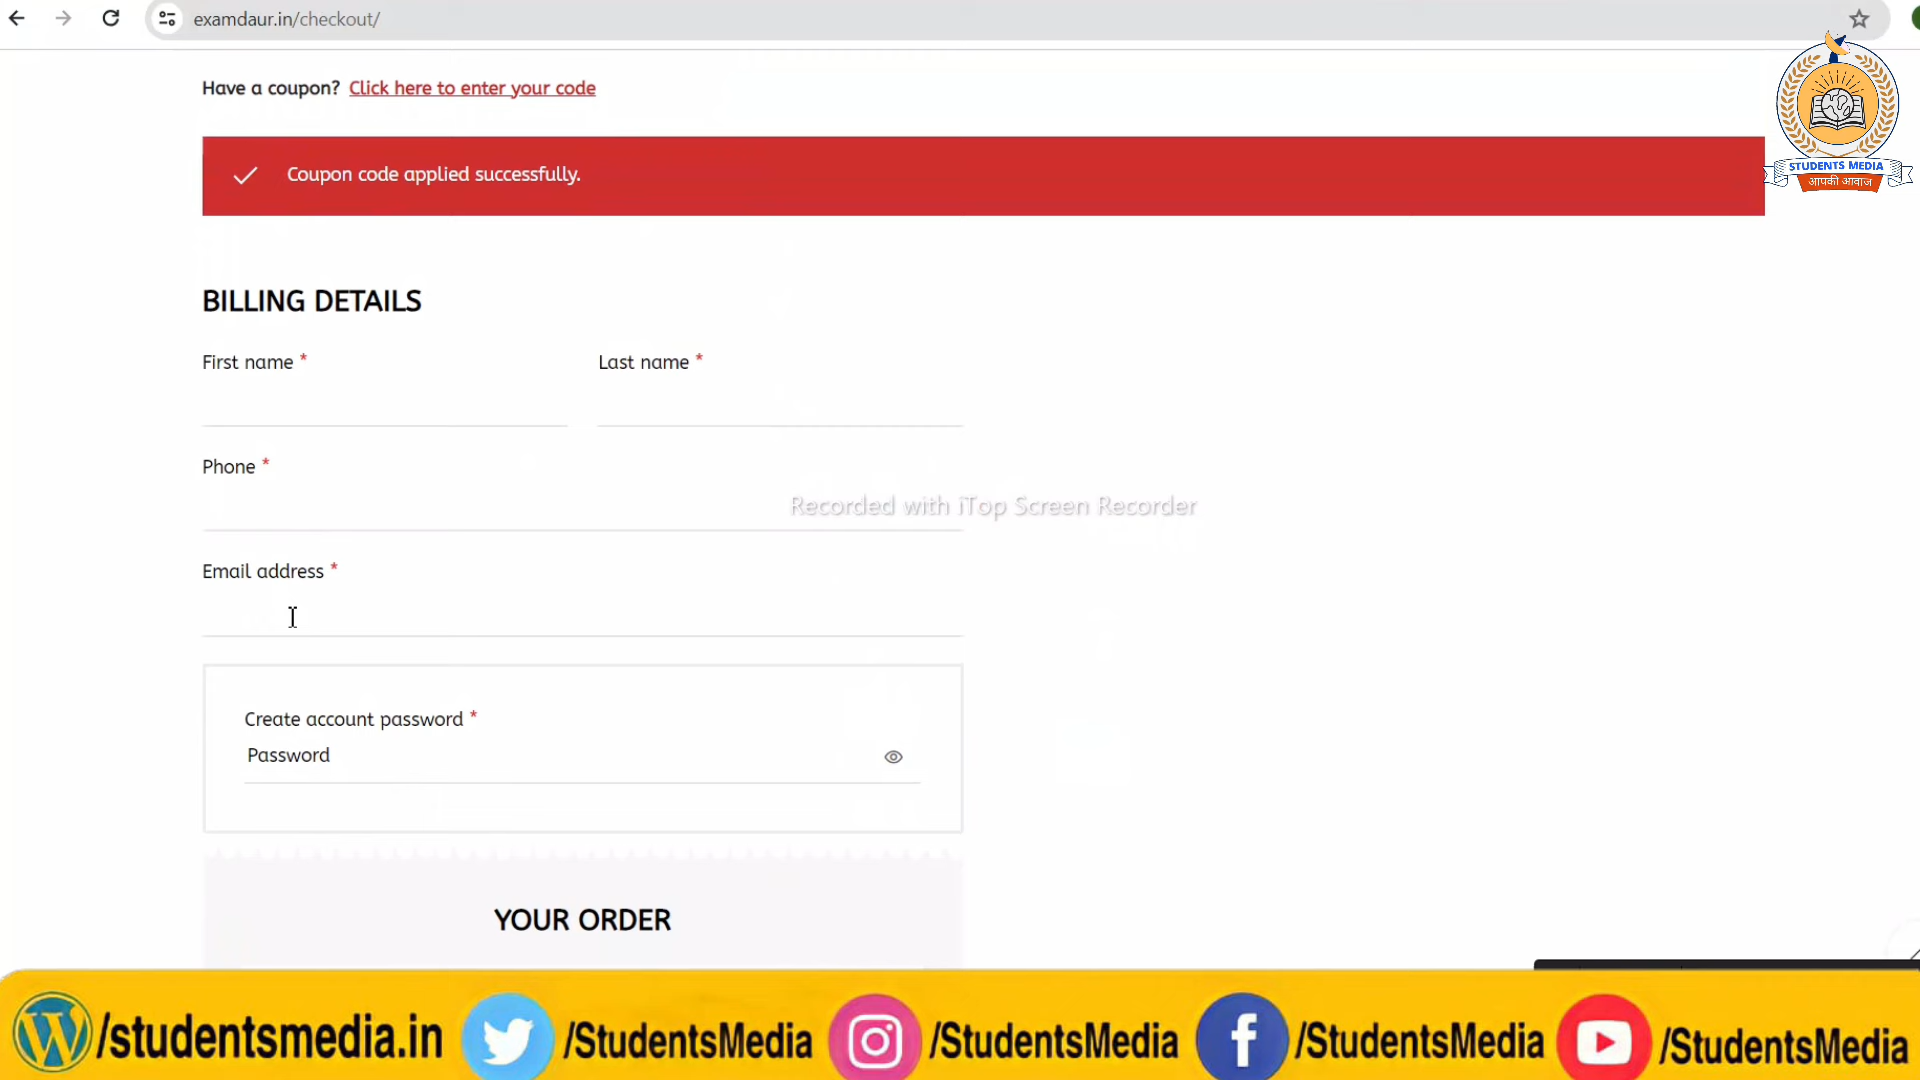 examdaur.in/checkout/
Have a coupon? Click here to enter your code
Coupon code applied successfully.
STUDENTS MEDIA
आपकी आवाज
BILLING DETAILS
First name *
Last name *
Phone *
Recorded with iTop Screen Recorder
Email address *
Create account password *
Password
YOUR ORDER
/studentsmedia.in /StudentsMedia /StudentsMedia /StudentsMedia /StudentsMedia